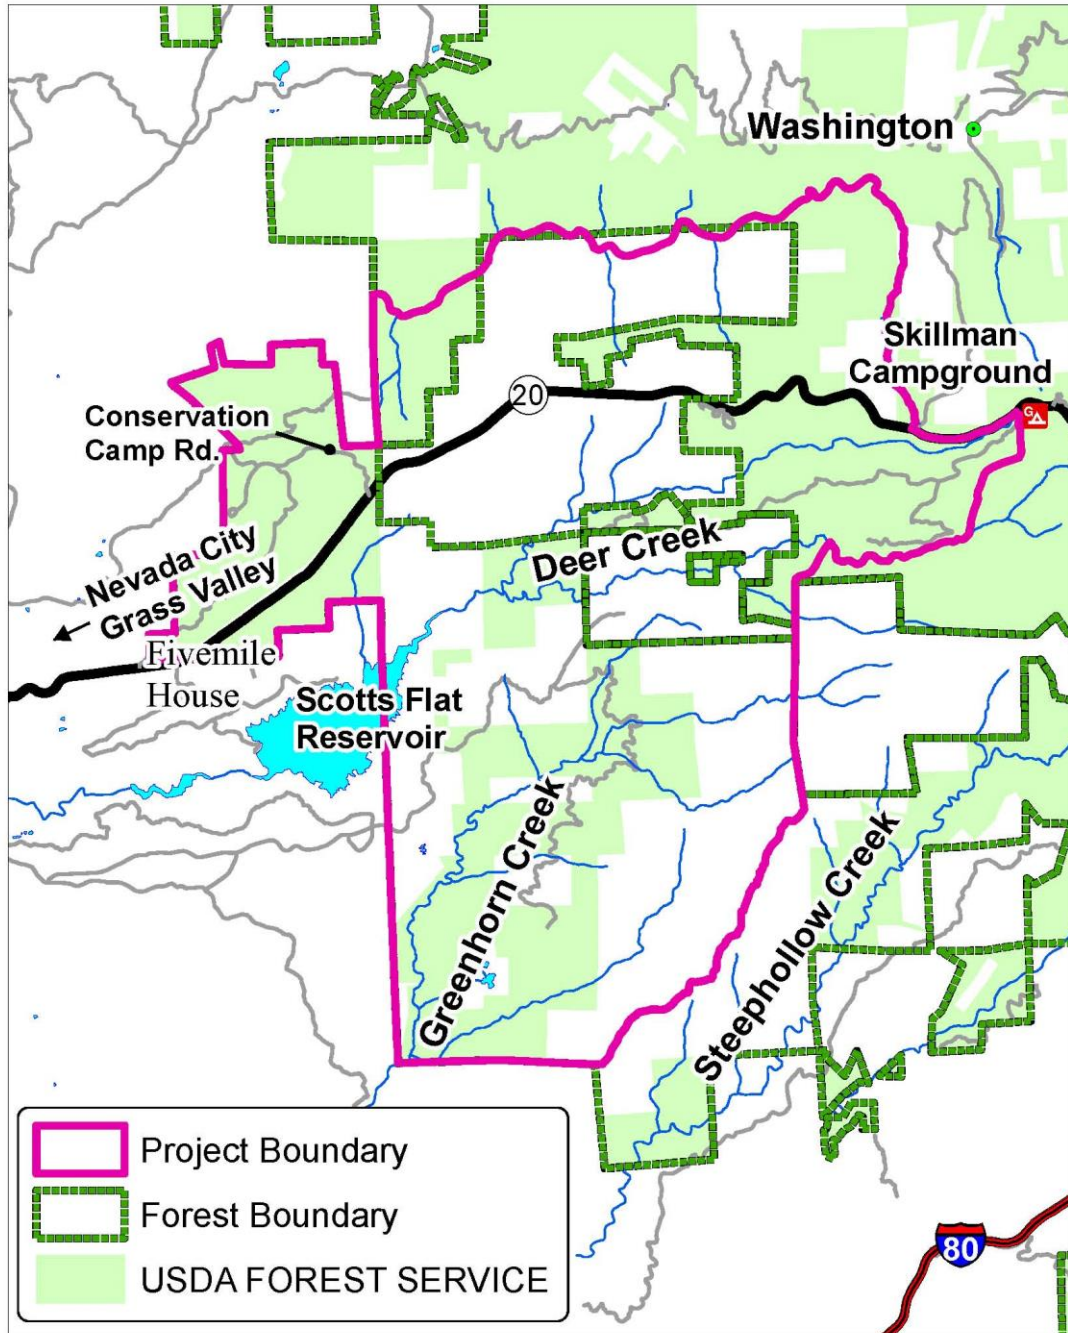 Washington
Skillman
Campground
G
20
Conservation
Camp Rd.
Nevada City
Grass Valley
Deer Creek
Fivemile
House
Scotts Flat
Reservoir
Greenhorn Creek
Steephollow Creek
Project Boundary
Forest Boundary
USDA FOREST SERVICE
80